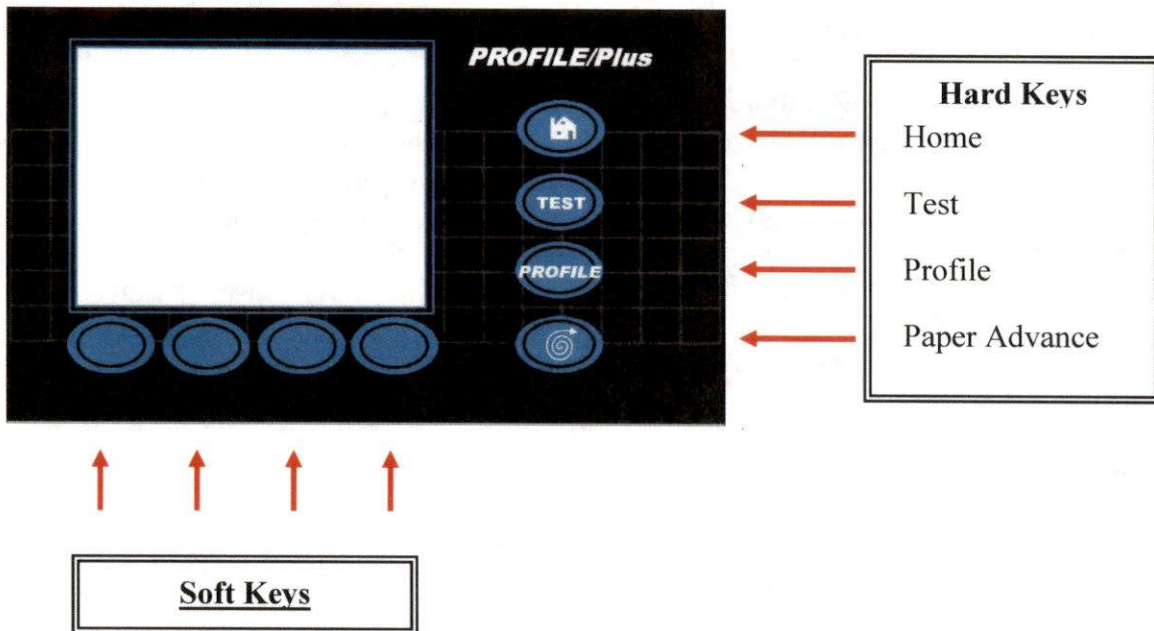 PROFILE/Plus
TEST
PROFILE
Hard Keys
Home
Test
Profile
Paper Advance
Soft Keys